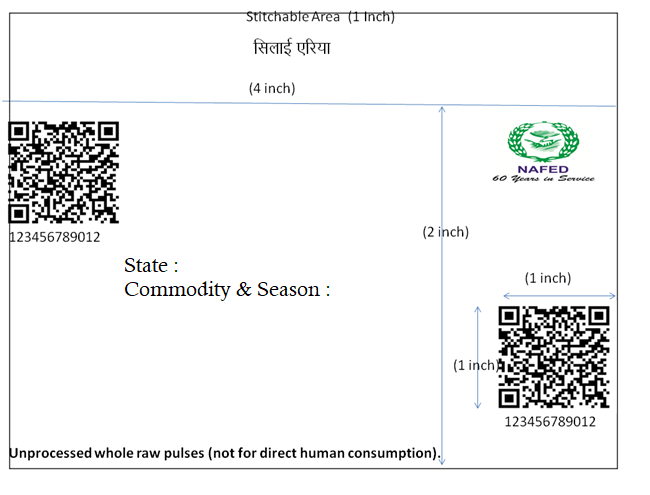 Stitchable Area (1 Inch)
सिलाई एरिया
(4 inch)
NAFED
60 Years in Service
123456789012
(2 inch)
State :
Commodity & Season :
(1 inch)
(1 inch)
123456789012
Unprocessed whole raw pulses (not for direct human consumption).